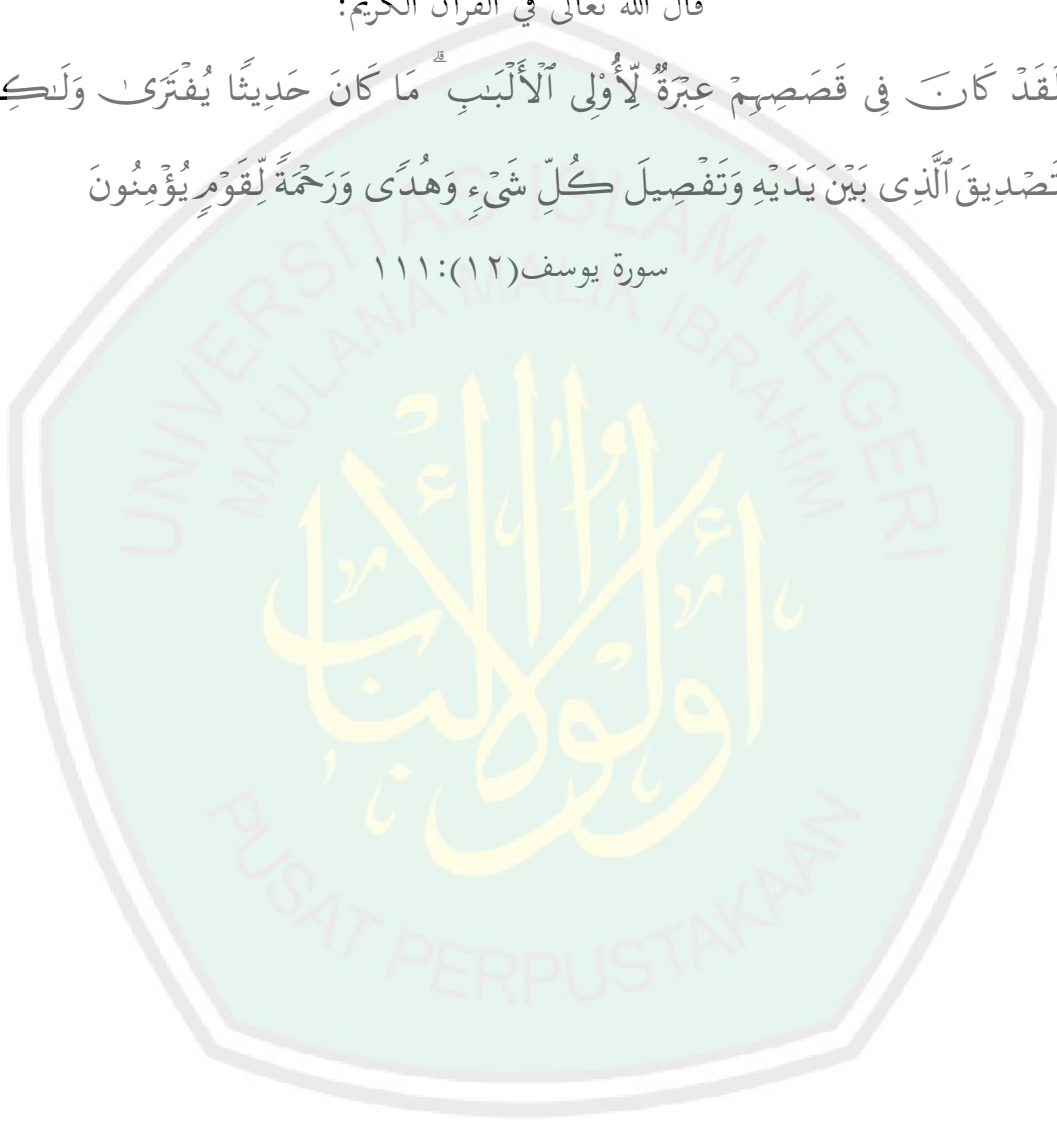 قال الله تعالى في القرآن الكريم:
لَقَدْ كَانَ فِى قَصَصِهِمْ عِبْرَةٌ لِّأُو۟لِى ٱلْأَلْبَـٰبِ ۗ مَا كَانَ حَدِيثًا يُفْتَرَىٰ وَلَـٰكِ
تَصْدِيقَ ٱلَّذِى بَيْنَ يَدَيْهِ وَتَفْصِيلَ كُلِّ شَىْءٍ وَهُدًى وَرَحْمَةً لِّقَوْمٍ يُؤْمِنُونَ
سورة يوسف(١٢):١١١
UNIVERSITAS ISLAM NEGERI
MAULANA MALIK IBRAHIM
أولو الألباب
PUSAT PERPUSTAKAAN